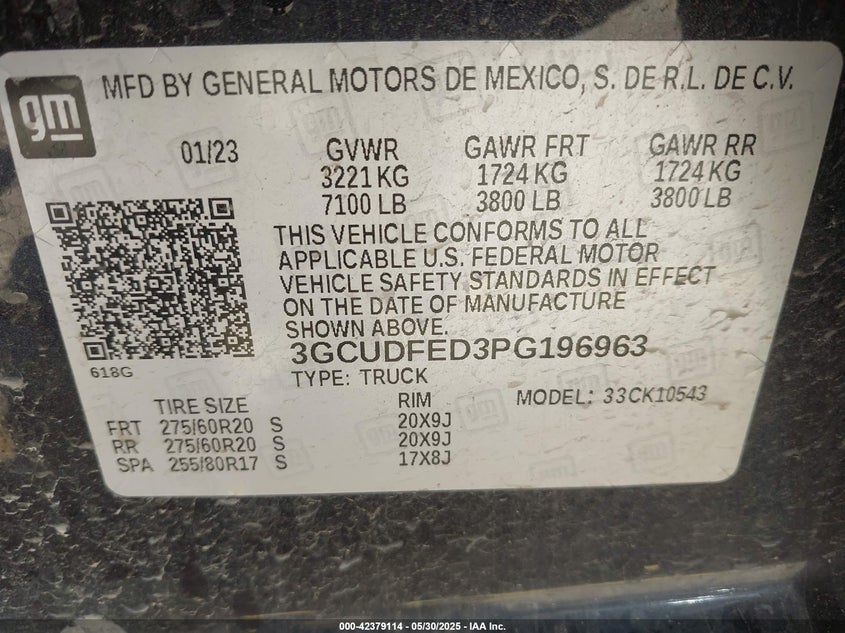 gm
MFD BY GENERAL MOTORS DE MEXICO, S. DE R.L. DE C.V.
01/23 GVWR GAWR FRT GAWR RR
3221 KG 1724 KG 1724 KG
7100 LB 3800 LB 3800 LB
THIS VEHICLE CONFORMS TO ALL
APPLICABLE U.S. FEDERAL MOTOR
VEHICLE SAFETY STANDARDS IN EFFECT
ON THE DATE OF MANUFACTURE
SHOWN ABOVE.
3GCUDFED3PG196963
618G
TYPE: TRUCK
TIRE SIZE RIM MODEL: 33CK10543
FRT 275/60R20 S 20X9J
RR 275/60R20 S 20X9J
SPA 255/80R17 S 17X8J
000-42379114 - 05/30/2025 - IAA Inc.